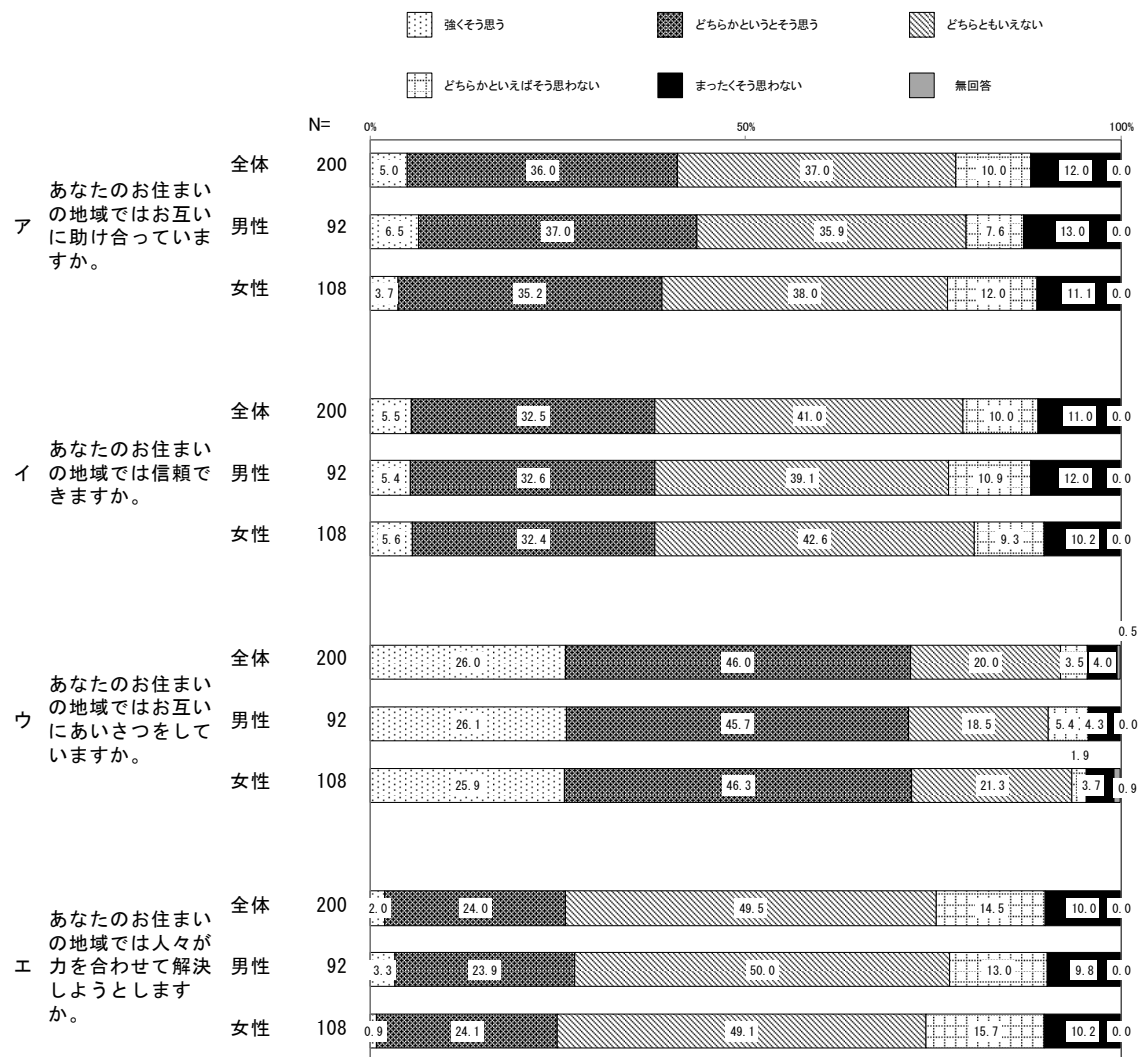 強くそう思う
どちらかというとそう思う
どちらともいえない
どちらかといえばそう思わない
まったくそう思わない
無回答
N=
0%
50%
100%
ア
あなたのお住まい
の地域ではお互い
に助け合っていま
すか。
全体 200 5.0 36.0 37.0 10.0 12.0 0.0
男性 92 6.5 37.0 35.9 7.6 13.0 0.0
女性 108 3.7 35.2 38.0 12.0 11.1 0.0
イ
あなたのお住まい
の地域では信頼で
きますか。
全体 200 5.5 32.5 41.0 10.0 11.0 0.0
男性 92 5.4 32.6 39.1 10.9 12.0 0.0
女性 108 5.6 32.4 42.6 9.3 10.2 0.0
ウ
あなたのお住まい
の地域ではお互い
にあいさつをして
いますか。
全体 200 26.0 46.0 20.0 3.5 4.0 0.5
男性 92 26.1 45.7 18.5 5.4 4.3 0.0
女性 108 25.9 46.3 21.3 1.9 3.7 0.9
エ
あなたのお住まい
の地域では人々が
力を合わせて解決
しようとします
か。
全体 200 2.0 24.0 49.5 14.5 10.0 0.0
男性 92 3.3 23.9 50.0 13.0 9.8 0.0
女性 108 0.9 24.1 49.1 15.7 10.2 0.0